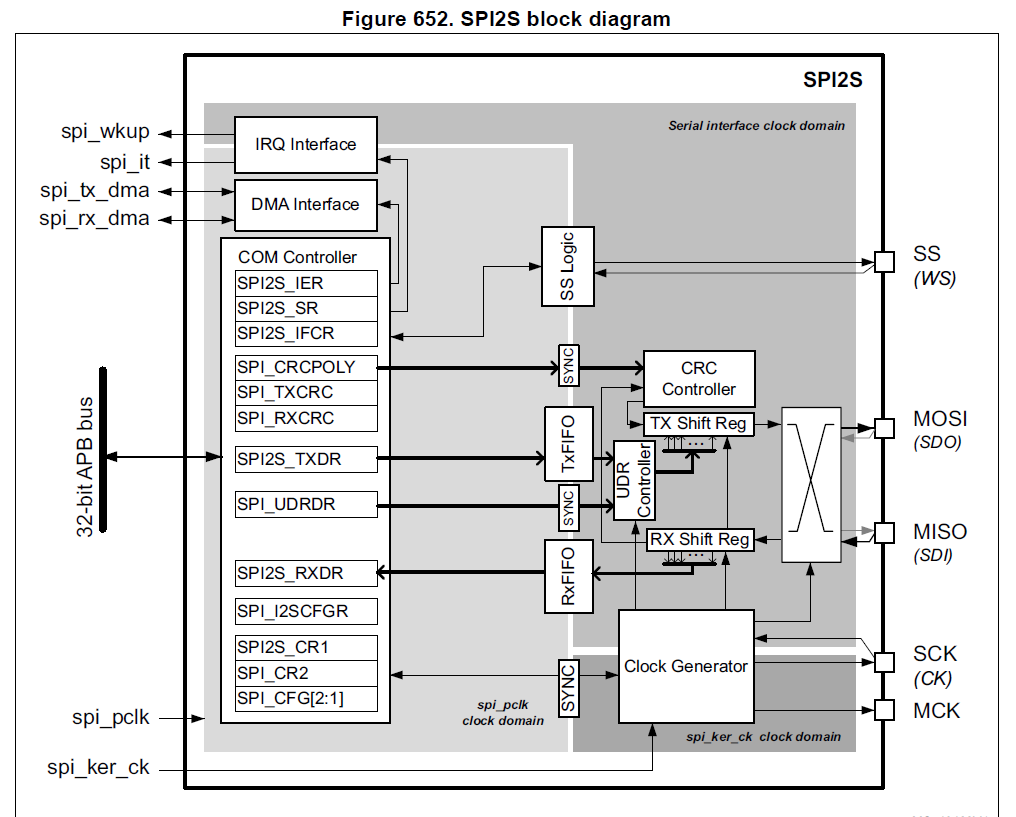 Figure 652. SPI2S block diagram
SPI2S
Serial interface clock domain
spi_wkup
spi_it
spi_tx_dma
spi_rx_dma
IRQ Interface
DMA Interface
COM Controller
SPI2S_IER
SPI2S_SR
SPI2S_IFCR
SPI_CRCPOLY
SPI_TXCRC
SPI_RXCRC
SPI2S_TXDR
SPI_UDRDR
SPI2S_RXDR
SPI_I2SCFGR
SPI2S_CR1
SPI_CR2
SPI_CFG[2:1]
32-bit APB bus
spi_pclk
spi_ker_ck
SS Logic
SYNC
TxFIFO
SYNC
RxFIFO
SYNC
spi_pclk
clock domain
CRC
Controller
TX Shift Reg
...
UDR
Controller
RX Shift Reg
...
Clock Generator
spi_ker_ck clock domain
SS
(WS)
MOSI
(SDO)
MISO
(SDI)
SCK
(CK)
MCK